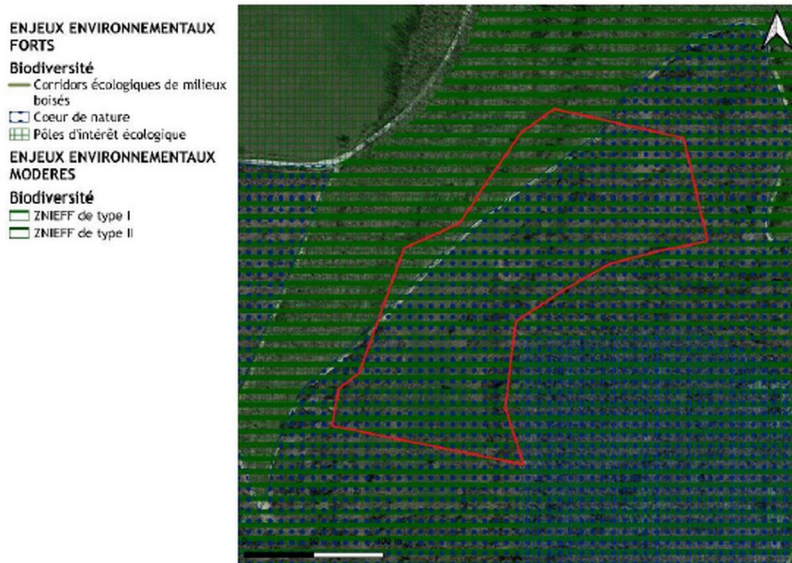 ENJEUX ENVIRONNEMENTAUX
FORTS
Biodiversité
Corridors écologiques de milieux
boisés
Coeur de nature
Pôles d'intérêt écologique
ENJEUX ENVIRONNEMENTAUX
MODERES
Biodiversité
ZNIEFF de type I
ZNIEFF de type II